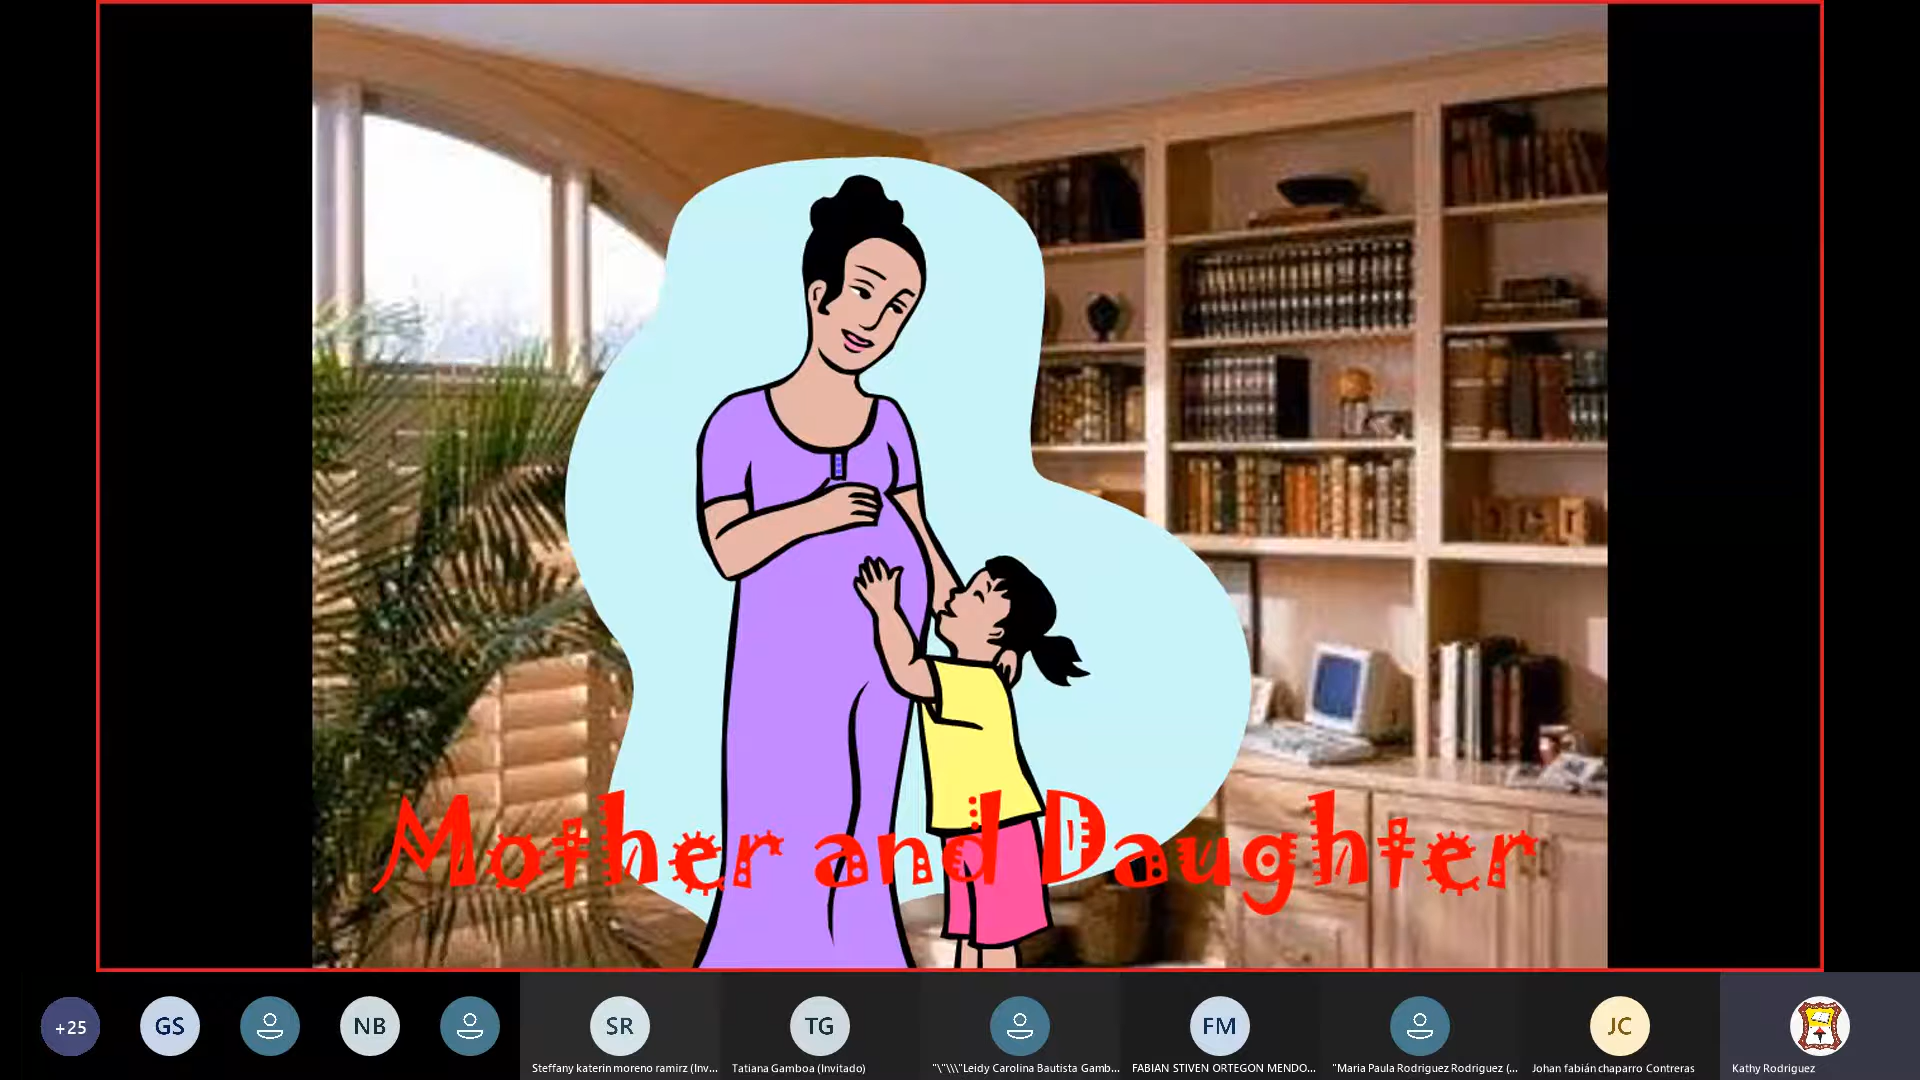 Mother and Daughter
+25
GS
NB
SR
TG
FM
JC
Steffany katerin moreno ramirz (Inv...
Tatiana Gamboa (Invitado)
"\"\\\"Leidy Carolina Bautista Gamb...
FABIAN STIVEN ORTEGON MENDO...
"Maria Paula Rodriguez Rodriguez (...
Johan fabián chaparro Contreras
Kathy Rodriguez